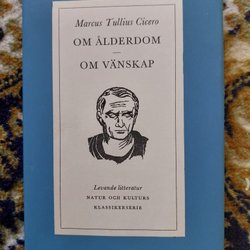 Marcus Tullius Cicero
OM ÅLDERDOM
OM VÄNSKAP
Levande litteratur
NATUR OCH KULTURS
KLASSIKERSERIE